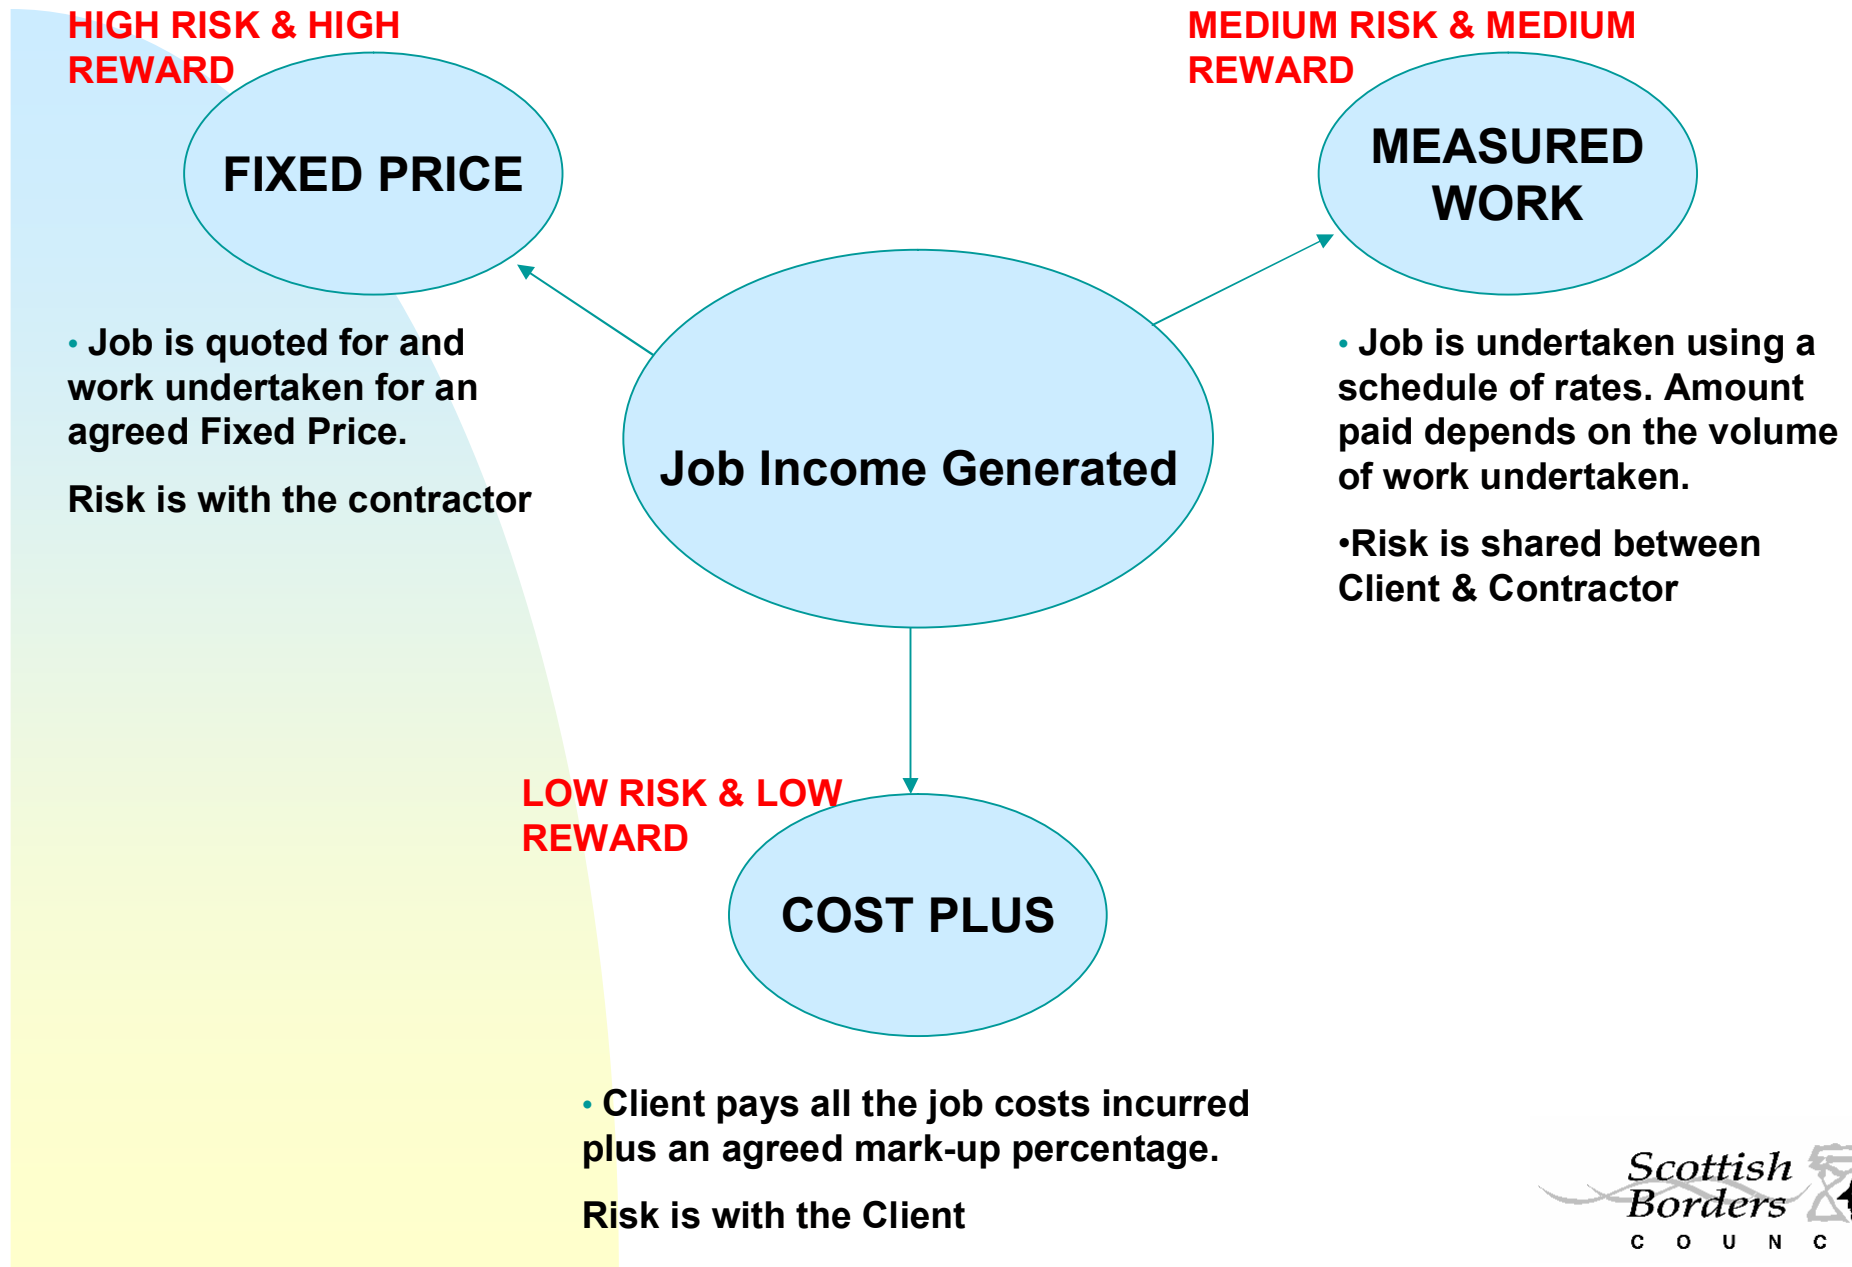 HIGH RISK & HIGH
REWARD
FIXED PRICE
• Job is quoted for and
work undertaken for an
agreed Fixed Price.
Risk is with the contractor
MEDIUM RISK & MEDIUM
REWARD
MEASURED
WORK
• Job is undertaken using a
schedule of rates. Amount
paid depends on the volume
of work undertaken.
•Risk is shared between
Client & Contractor
Job Income Generated
LOW RISK & LOW
REWARD
COST PLUS
• Client pays all the job costs incurred
plus an agreed mark-up percentage.
Risk is with the Client
Scottish
Borders
C O U N C